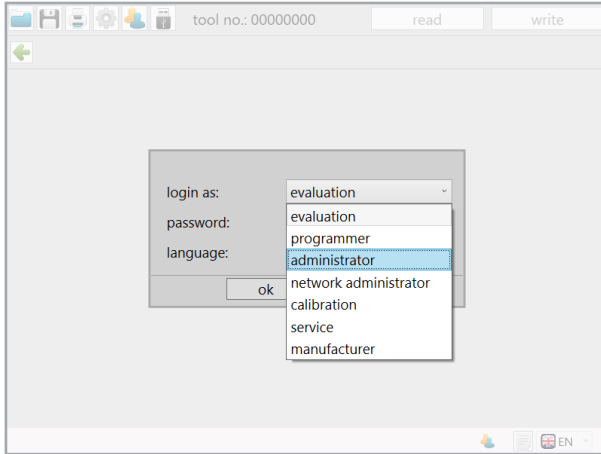 tool no.: 00000000 read write
login as: evaluation
password:
language:
ok
evaluation
programmer
administrator
network administrator
calibration
service
manufacturer
EN